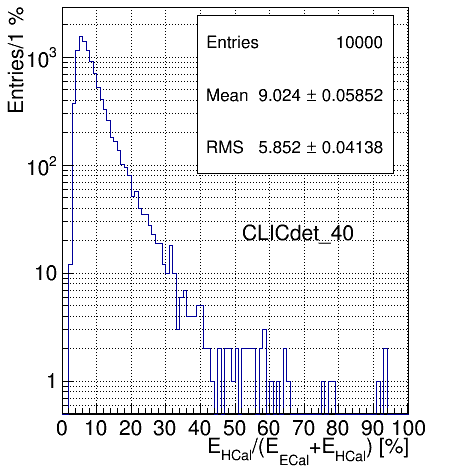 Entries/1 %
Entries 10000
Mean 9.024 ± 0.05852
RMS 5.852 ± 0.04138
CLICdet_40
10³
10²
10
1
0 10 20 30 40 50 60 70 80 90 100
E_HCal/(E_ECal+E_HCal) [%]